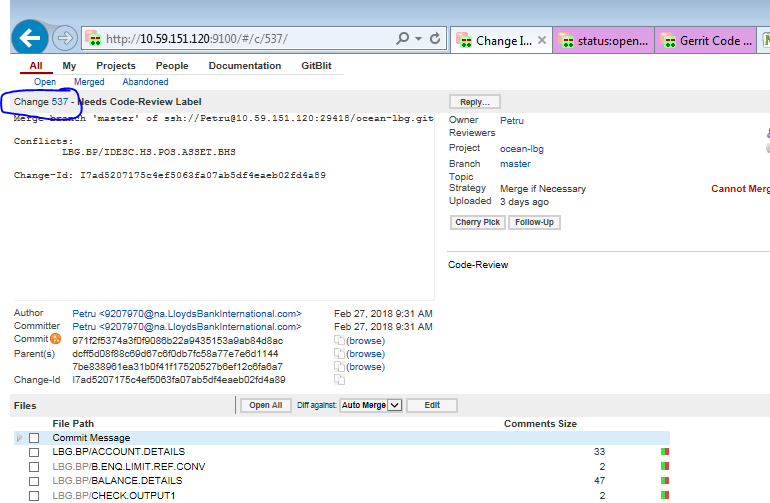 http://10.59.151.120:9100/#/c/537/
Change I...
status:open...
Gerrit Code ...
All My Projects People Documentation GitBlit
Open Merged Abandoned
Change 537 - Needs Code-Review Label
Reply...
Merge branch 'master' of ssh://Petru@10.59.151.120:29418/ocean-lbg.git
Conflicts:
LBG.BP/IDESC.HS.POS.ASSET.BHS
Change-Id: I7ad5207175c4ef5063fa07ab5df4eaeb02fd4a89
Owner Petru
Reviewers
Project ocean-lbg
Branch master
Topic
Strategy Merge if Necessary Cannot Merg
Uploaded 3 days ago
Cherry Pick Follow-Up
Code-Review
Author Petru <9207970@na.LloydsBankInternational.com> Feb 27, 2018 9:31 AM
Committer Petru <9207970@na.LloydsBankInternational.com> Feb 27, 2018 9:31 AM
Commit 971f2f5374a3f0f9086b22a9435153a9ab84d8ac (browse)
Parent(s) dcff5d08f88c69d67c6f0db7fc58a77e7e6d1144 (browse)
7be838961ea31b0f41f17520527b6ef12c6fa6a7 (browse)
Change-Id I7ad5207175c4ef5063fa07ab5df4eaeb02fd4a89
Files Open All Diff against: Auto Merge Edit
File Path Comments Size
Commit Message
LBG.BP/ACCOUNT.DETAILS 33
LBG.BP/B.ENQ.LIMIT.REF.CONV 2
LBG.BP/BALANCE.DETAILS 47
LBG.BP/CHECK.OUTPUT1 2